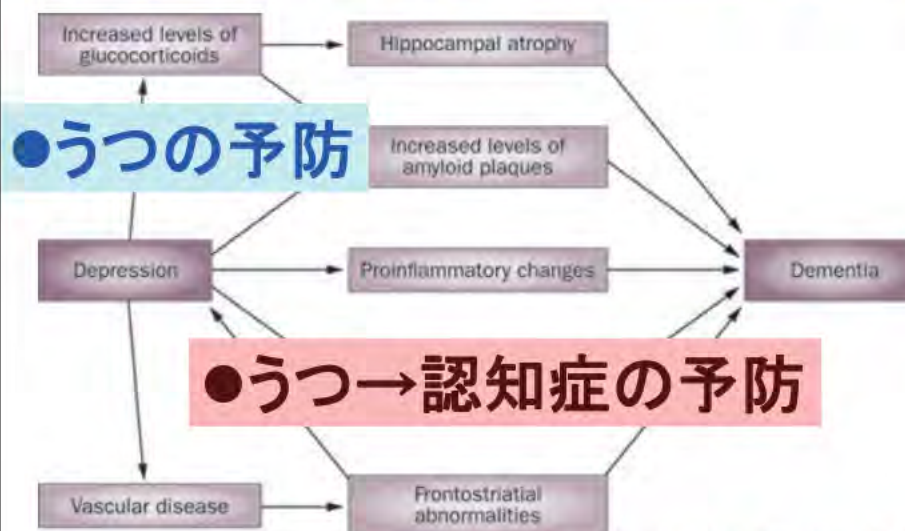 Increased levels of
glucocorticoids
Hippocampal atrophy
●うつの予防
Increased levels of
amyloid plaques
Depression
Proinflammatory changes
Dementia
●うつ→認知症の予防
Vascular disease
Frontostriatial
abnormalities